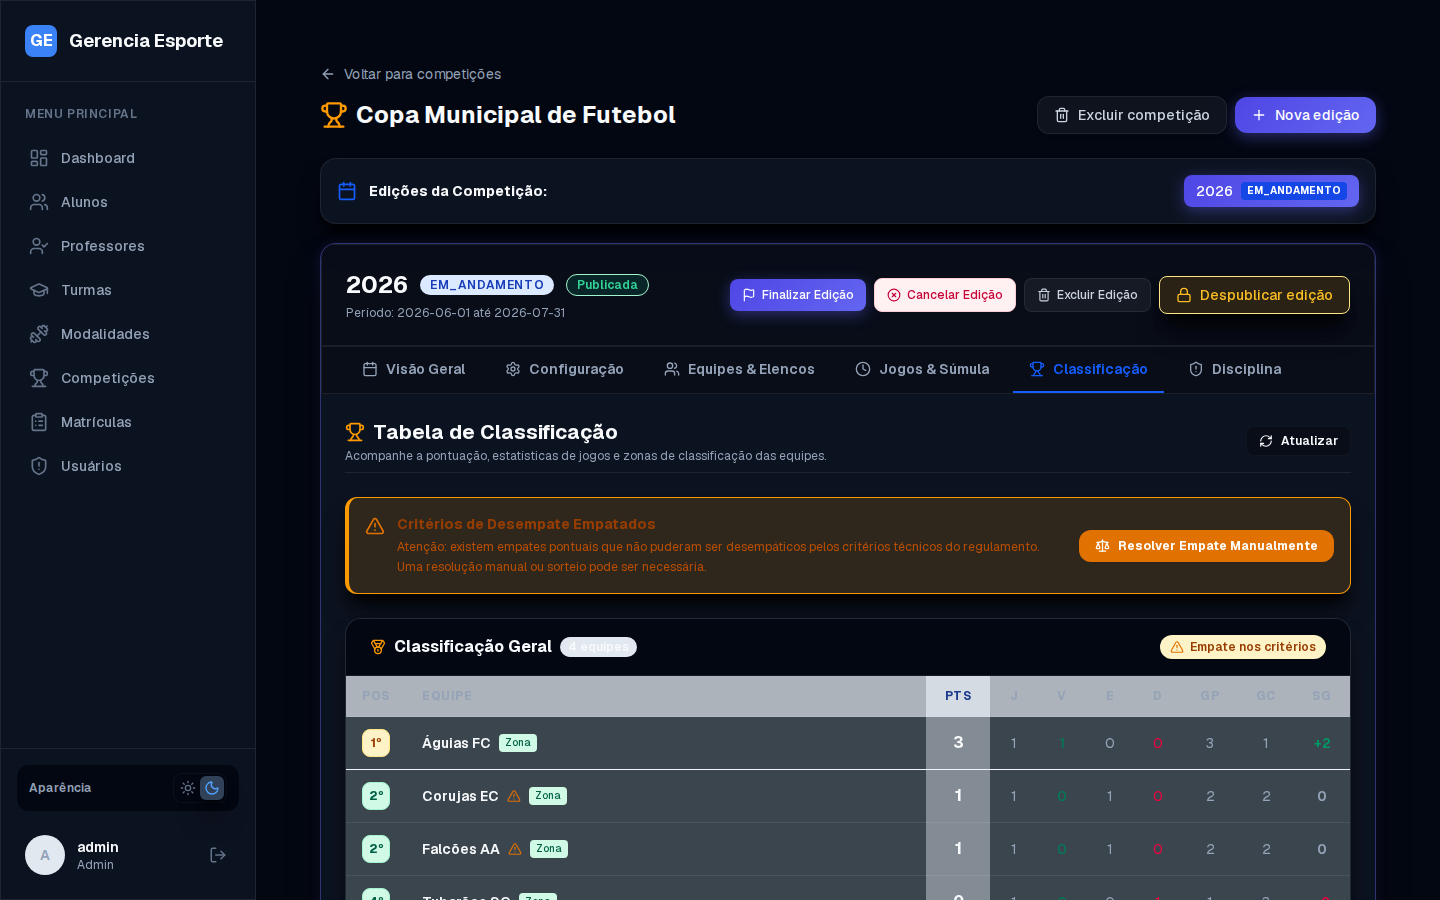 GE Gerencia Esporte
MENU PRINCIPAL
Dashboard
Alunos
Professores
Turmas
Modalidades
Competições
Matrículas
Usuários
Aparência
A
admin
Admin
Voltar para competições
Copa Municipal de Futebol
Excluir competição
Nova edição
Edições da Competição:
2026 EM_ANDAMENTO
2026 EM_ANDAMENTO Publicada
Período: 2026-06-01 até 2026-07-31
Finalizar Edição
Cancelar Edição
Excluir Edição
Despublicar edição
Visão Geral
Configuração
Equipes & Elencos
Jogos & Súmula
Classificação
Disciplina
Tabela de Classificação
Acompanhe a pontuação, estatísticas de jogos e zonas de classificação das equipes.
Atualizar
Critérios de Desempate Empatados
Atenção: existem empates pontuais que não puderam ser desempáticos pelos critérios técnicos do regulamento.
Uma resolução manual ou sorteio pode ser necessária.
Resolver Empate Manualmente
Classificação Geral 4 equipes
Empate nos critérios
POS EQUIPE PTS J V E D GP GC SG
1º Águias FC Zona 3 1 1 0 0 3 1 +2
2º Corujas EC Zona 1 1 0 1 0 2 2 0
2º Falcões AA Zona 1 1 0 1 0 2 2 0